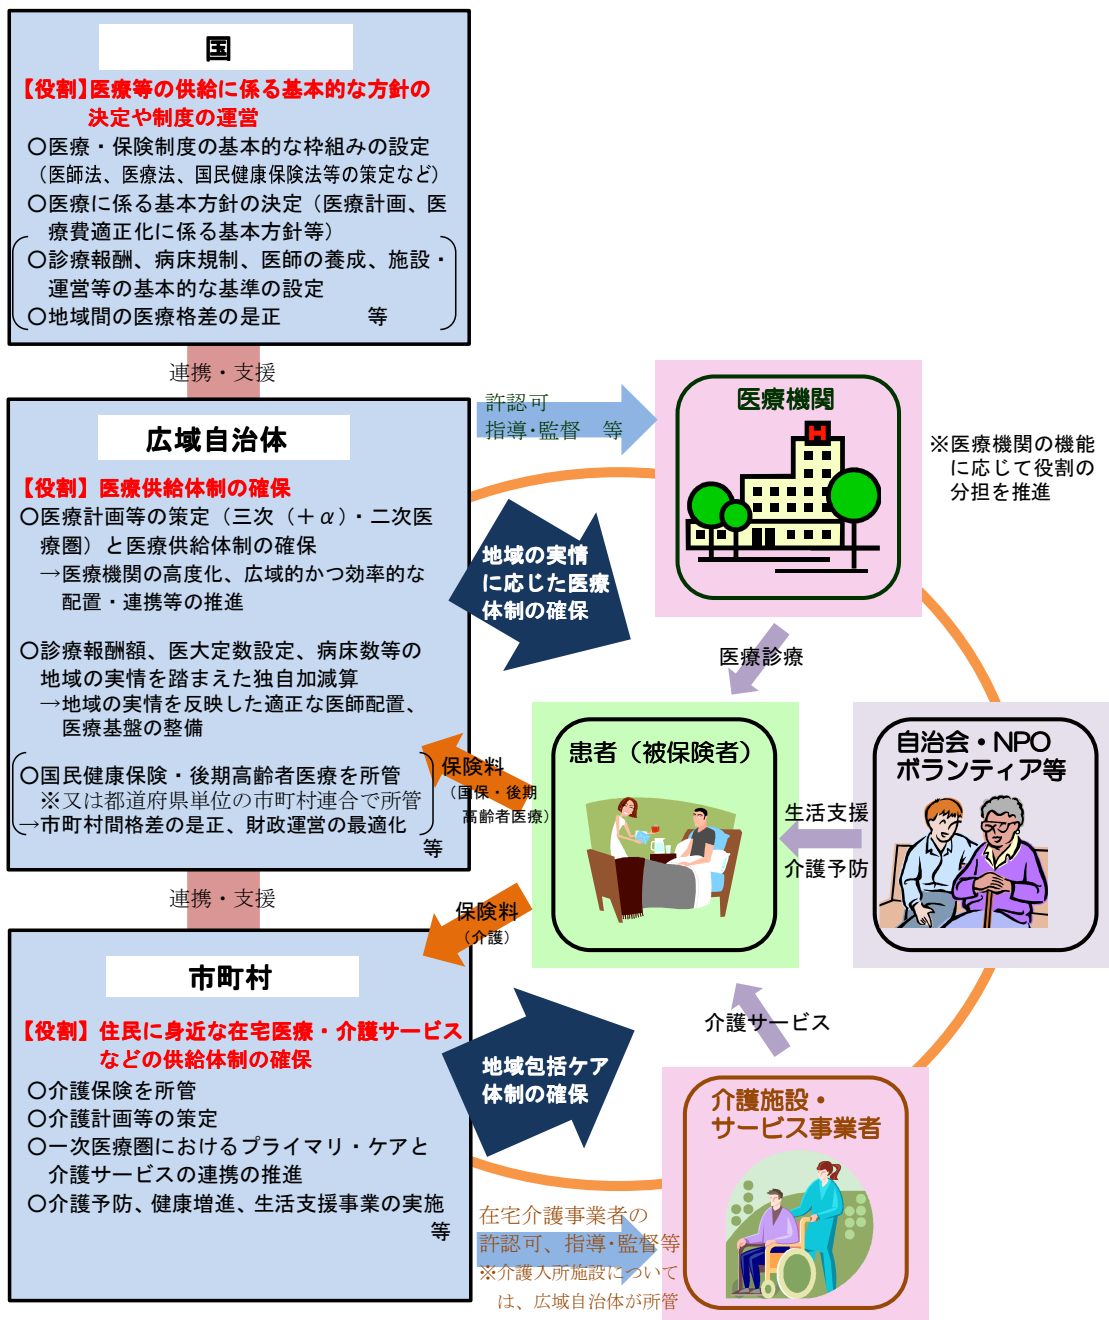 国
【役割】医療等の供給に係る基本的な方針の
決定や制度の運営
〇医療・保険制度の基本的な枠組みの設定
（医師法、医療法、国民健康保険法等の策定など）
〇医療に係る基本方針の決定（医療計画、医
療費適正化に係る基本方針等）
〇診療報酬、病床規制、医師の養成、施設・
運営等の基本的な基準の設定
〇地域間の医療格差の是正　　　　等
連携・支援
広域自治体
【役割】医療供給体制の確保
〇医療計画等の策定（三次（＋α）・二次医
療圏）と医療供給体制の確保
→医療機関の高度化、広域的かつ効率的な
配置・連携等の推進
〇診療報酬額、医大定数設定、病床数等の
地域の実情を踏まえた独自加減算
→地域の実情を反映した適正な医師配置、
医療基盤の整備
〇国民健康保険・後期高齢者医療を所管
※又は都道府県単位の市町村連合で所管
→市町村間格差の是正、財政運営の最適化
等
連携・支援
市町村
【役割】住民に身近な在宅医療・介護サービス
などの供給体制の確保
〇介護保険を所管
〇介護計画等の策定
〇一次医療圏におけるプライマリ・ケアと
介護サービスの連携の推進
〇介護予防、健康増進、生活支援事業の実施
等
許認可
指導・監督　等
医療機関
H
※医療機関の機能
に応じて役割の
分担を推進
地域の実情
に応じた医療
体制の確保
医療診療
患者（被保険者）
保険料
（国保・後期
高齢者医療）
自治会・NPO
ボランティア等
生活支援
介護予防
保険料
（介護）
介護サービス
地域包括ケア
体制の確保
介護施設・
サービス事業者
在宅介護事業者の
許認可、指導・監督等
※介護入所施設について
は、広域自治体が所管